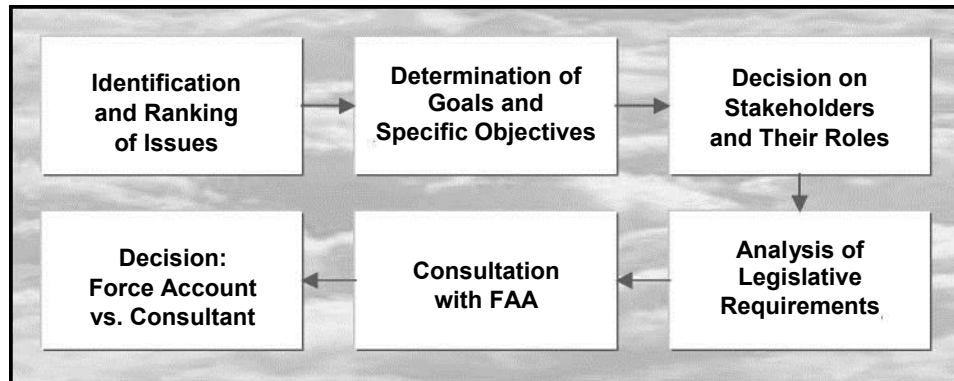 Identification
and Ranking
of Issues
Determination of
Goals and
Specific Objectives
Decision on
Stakeholders
and Their Roles
Analysis of
Legislative
Requirements
Consultation
with FAA
Decision:
Force Account
vs. Consultant